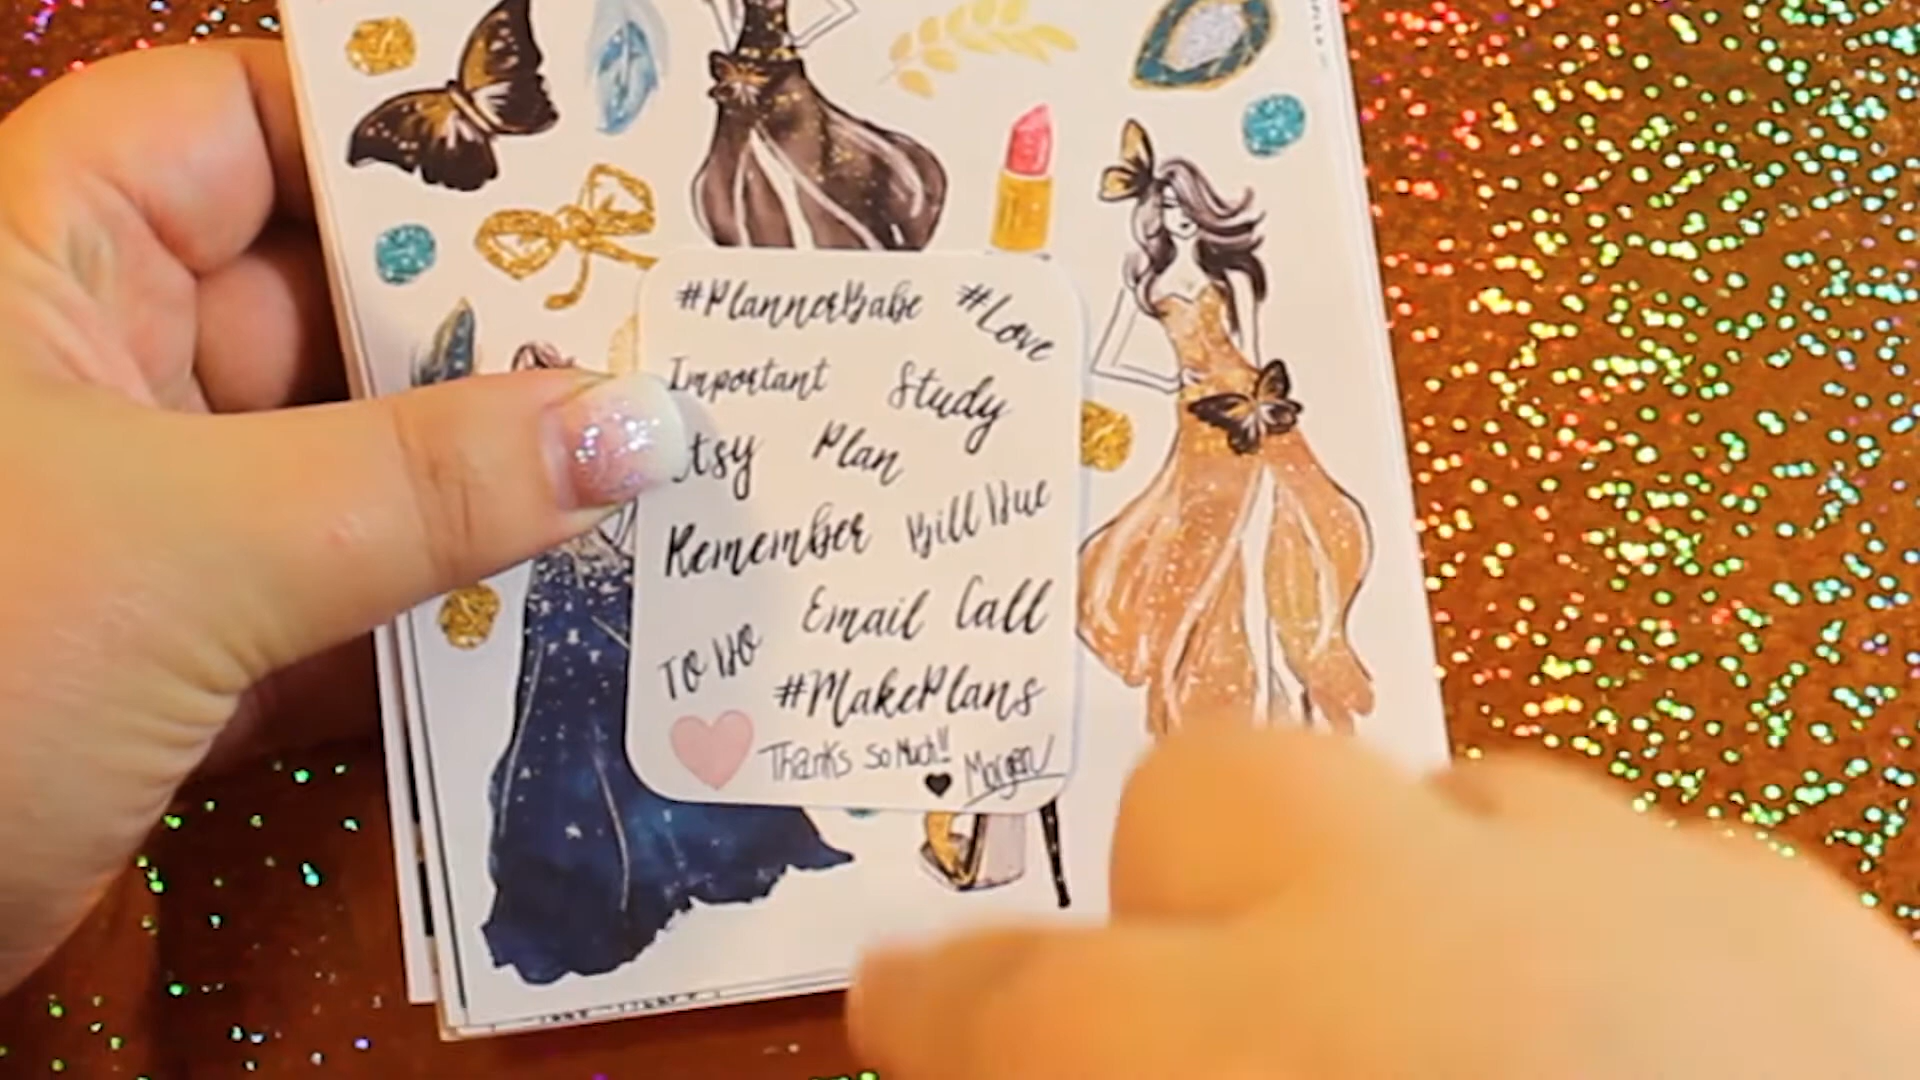 #PlannerBabe #Love
Important Study
tsy Plan
Remember Bill Due
Email Call
To Do
#MakePlans
Thanks So Much!!
Morgan